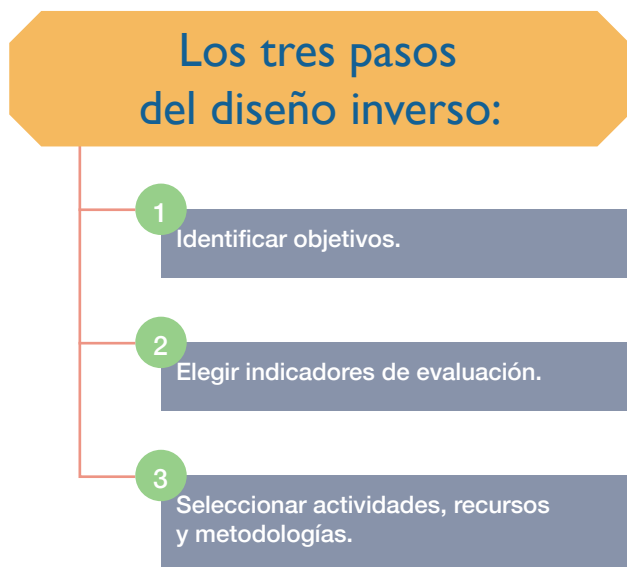 Los tres pasos
del diseño inverso:
1
Identificar objetivos.
2
Elegir indicadores de evaluación.
3
Seleccionar actividades, recursos
y metodologías.